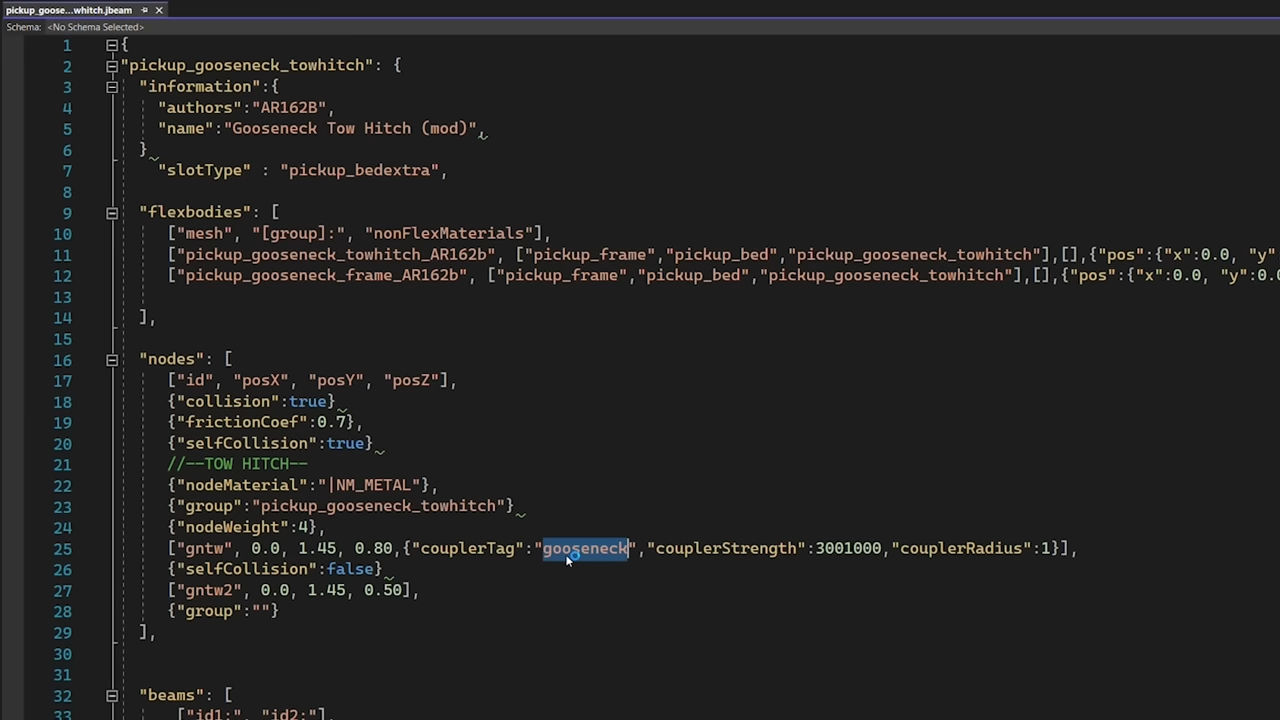 pickup_goose...whitch.jbeam
Schema: <No Schema Selected>
1 {
2 "pickup_gooseneck_towhitch": {
3 "information":{
4 "authors":"AR162B",
5 "name":"Gooseneck Tow Hitch (mod)",
6 }
7 "slotType" : "pickup_bedextra",
8
9 "flexbodies": [
10 ["mesh", "[group]:", "nonFlexMaterials"],
11 ["pickup_gooseneck_towhitch_AR162b", ["pickup_frame","pickup_bed","pickup_gooseneck_towhitch"],[],{"pos":{"x":0.0, "y"
12 ["pickup_gooseneck_frame_AR162b", ["pickup_frame","pickup_bed","pickup_gooseneck_towhitch"],[],{"pos":{"x":0.0, "y":0.0
13
14 ],
15
16 "nodes": [
17 ["id", "posX", "posY", "posZ"],
18 {"collision":true}
19 {"frictionCoef":0.7},
20 {"selfCollision":true}
21 //--TOW HITCH--
22 {"nodeMaterial":"|NM_METAL"},
23 {"group":"pickup_gooseneck_towhitch"}
24 {"nodeWeight":4},
25 ["gntw", 0.0, 1.45, 0.80,{"couplerTag":"gooseneck","couplerStrength":3001000,"couplerRadius":1}],
26 {"selfCollision":false}
27 ["gntw2", 0.0, 1.45, 0.50],
28 {"group":""}
29 ],
30
31
32 "beams": [
33 ["id1:", "id2:"],